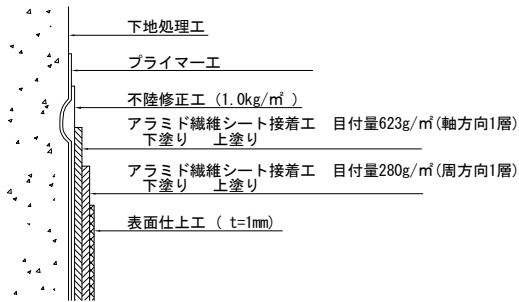 下地処理工
プライマー工
不陸修正工 (1.0kg/㎡ )
アラミド繊維シート接着工　目付量623g/㎡(軸方向1層)
下塗り　上塗り
アラミド繊維シート接着工　目付量280g/㎡(周方向1層)
下塗り　上塗り
表面仕上工 ( t=1mm)